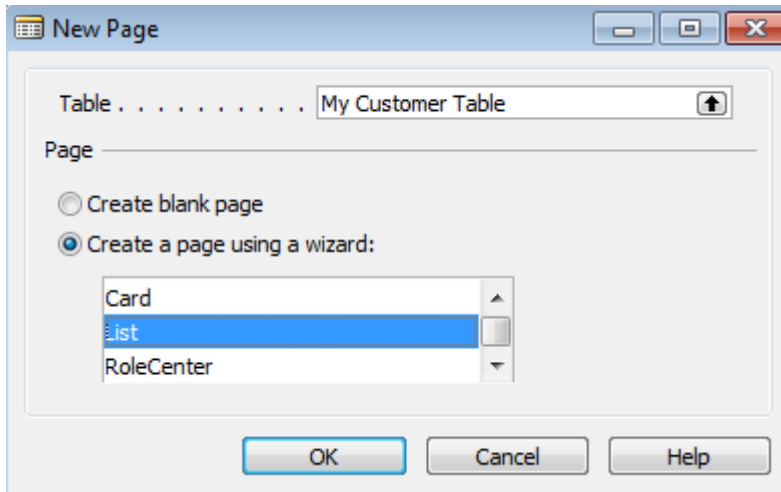 New Page
Table . . . . . . . . . . My Customer Table
Page
Create blank page
Create a page using a wizard:
Card
List
RoleCenter
OK Cancel Help